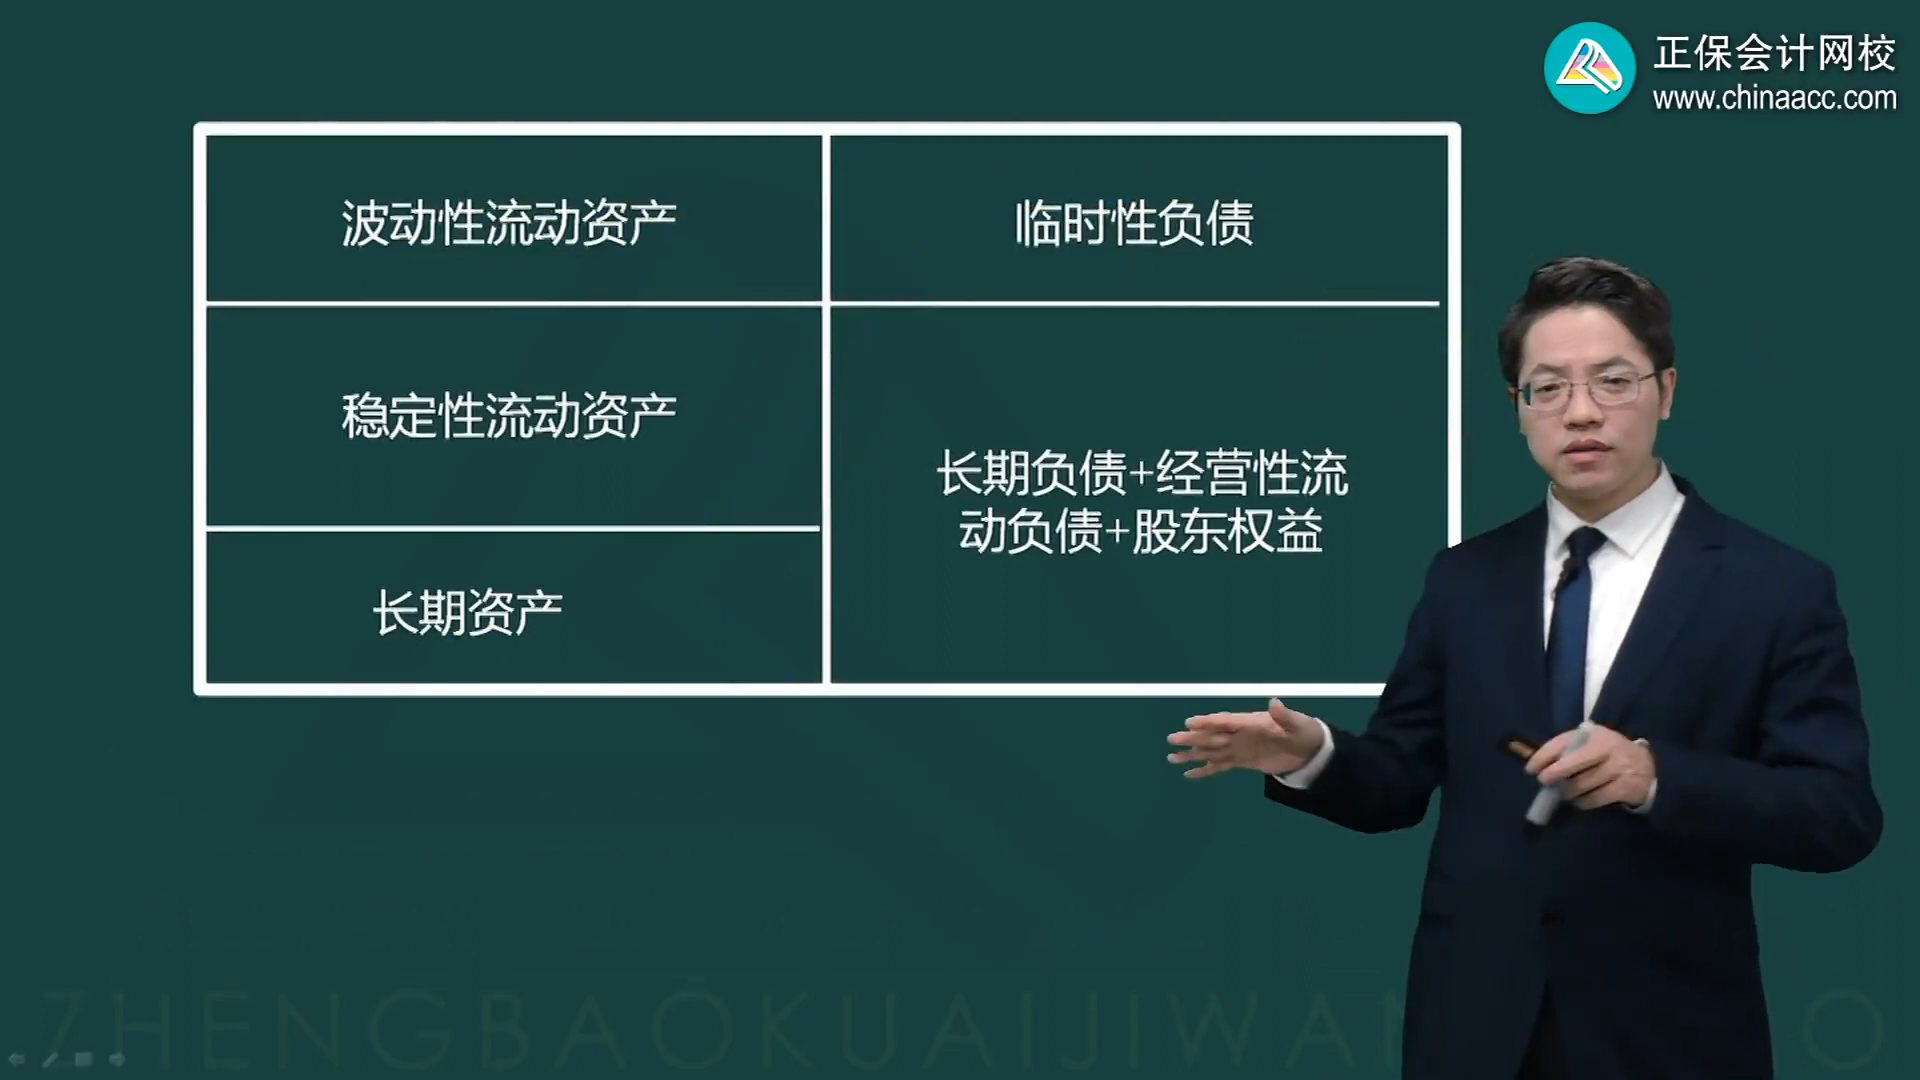 正保会计网校
www.chinaacc.com
波动性流动资产
临时性负债
稳定性流动资产
长期负债+经营性流
动负债+股东权益
长期资产
ZHENGBAOKUAIJIWAN
O